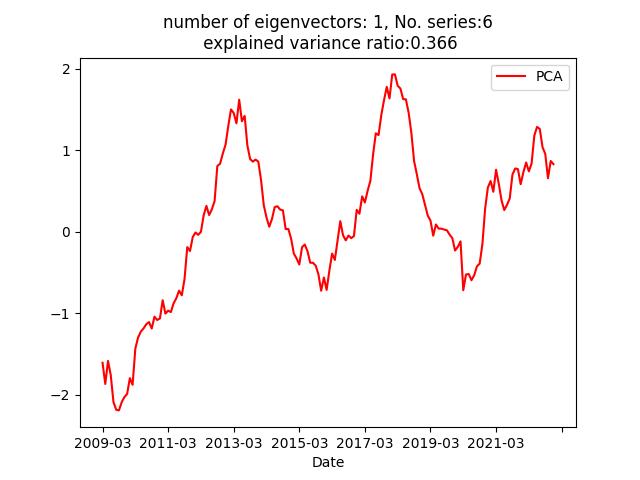 number of eigenvectors: 1, No. series:6
explained variance ratio:0.366
PCA
2
1
0
−1
−2
2009-03 2011-03 2013-03 2015-03 2017-03 2019-03 2021-03
Date